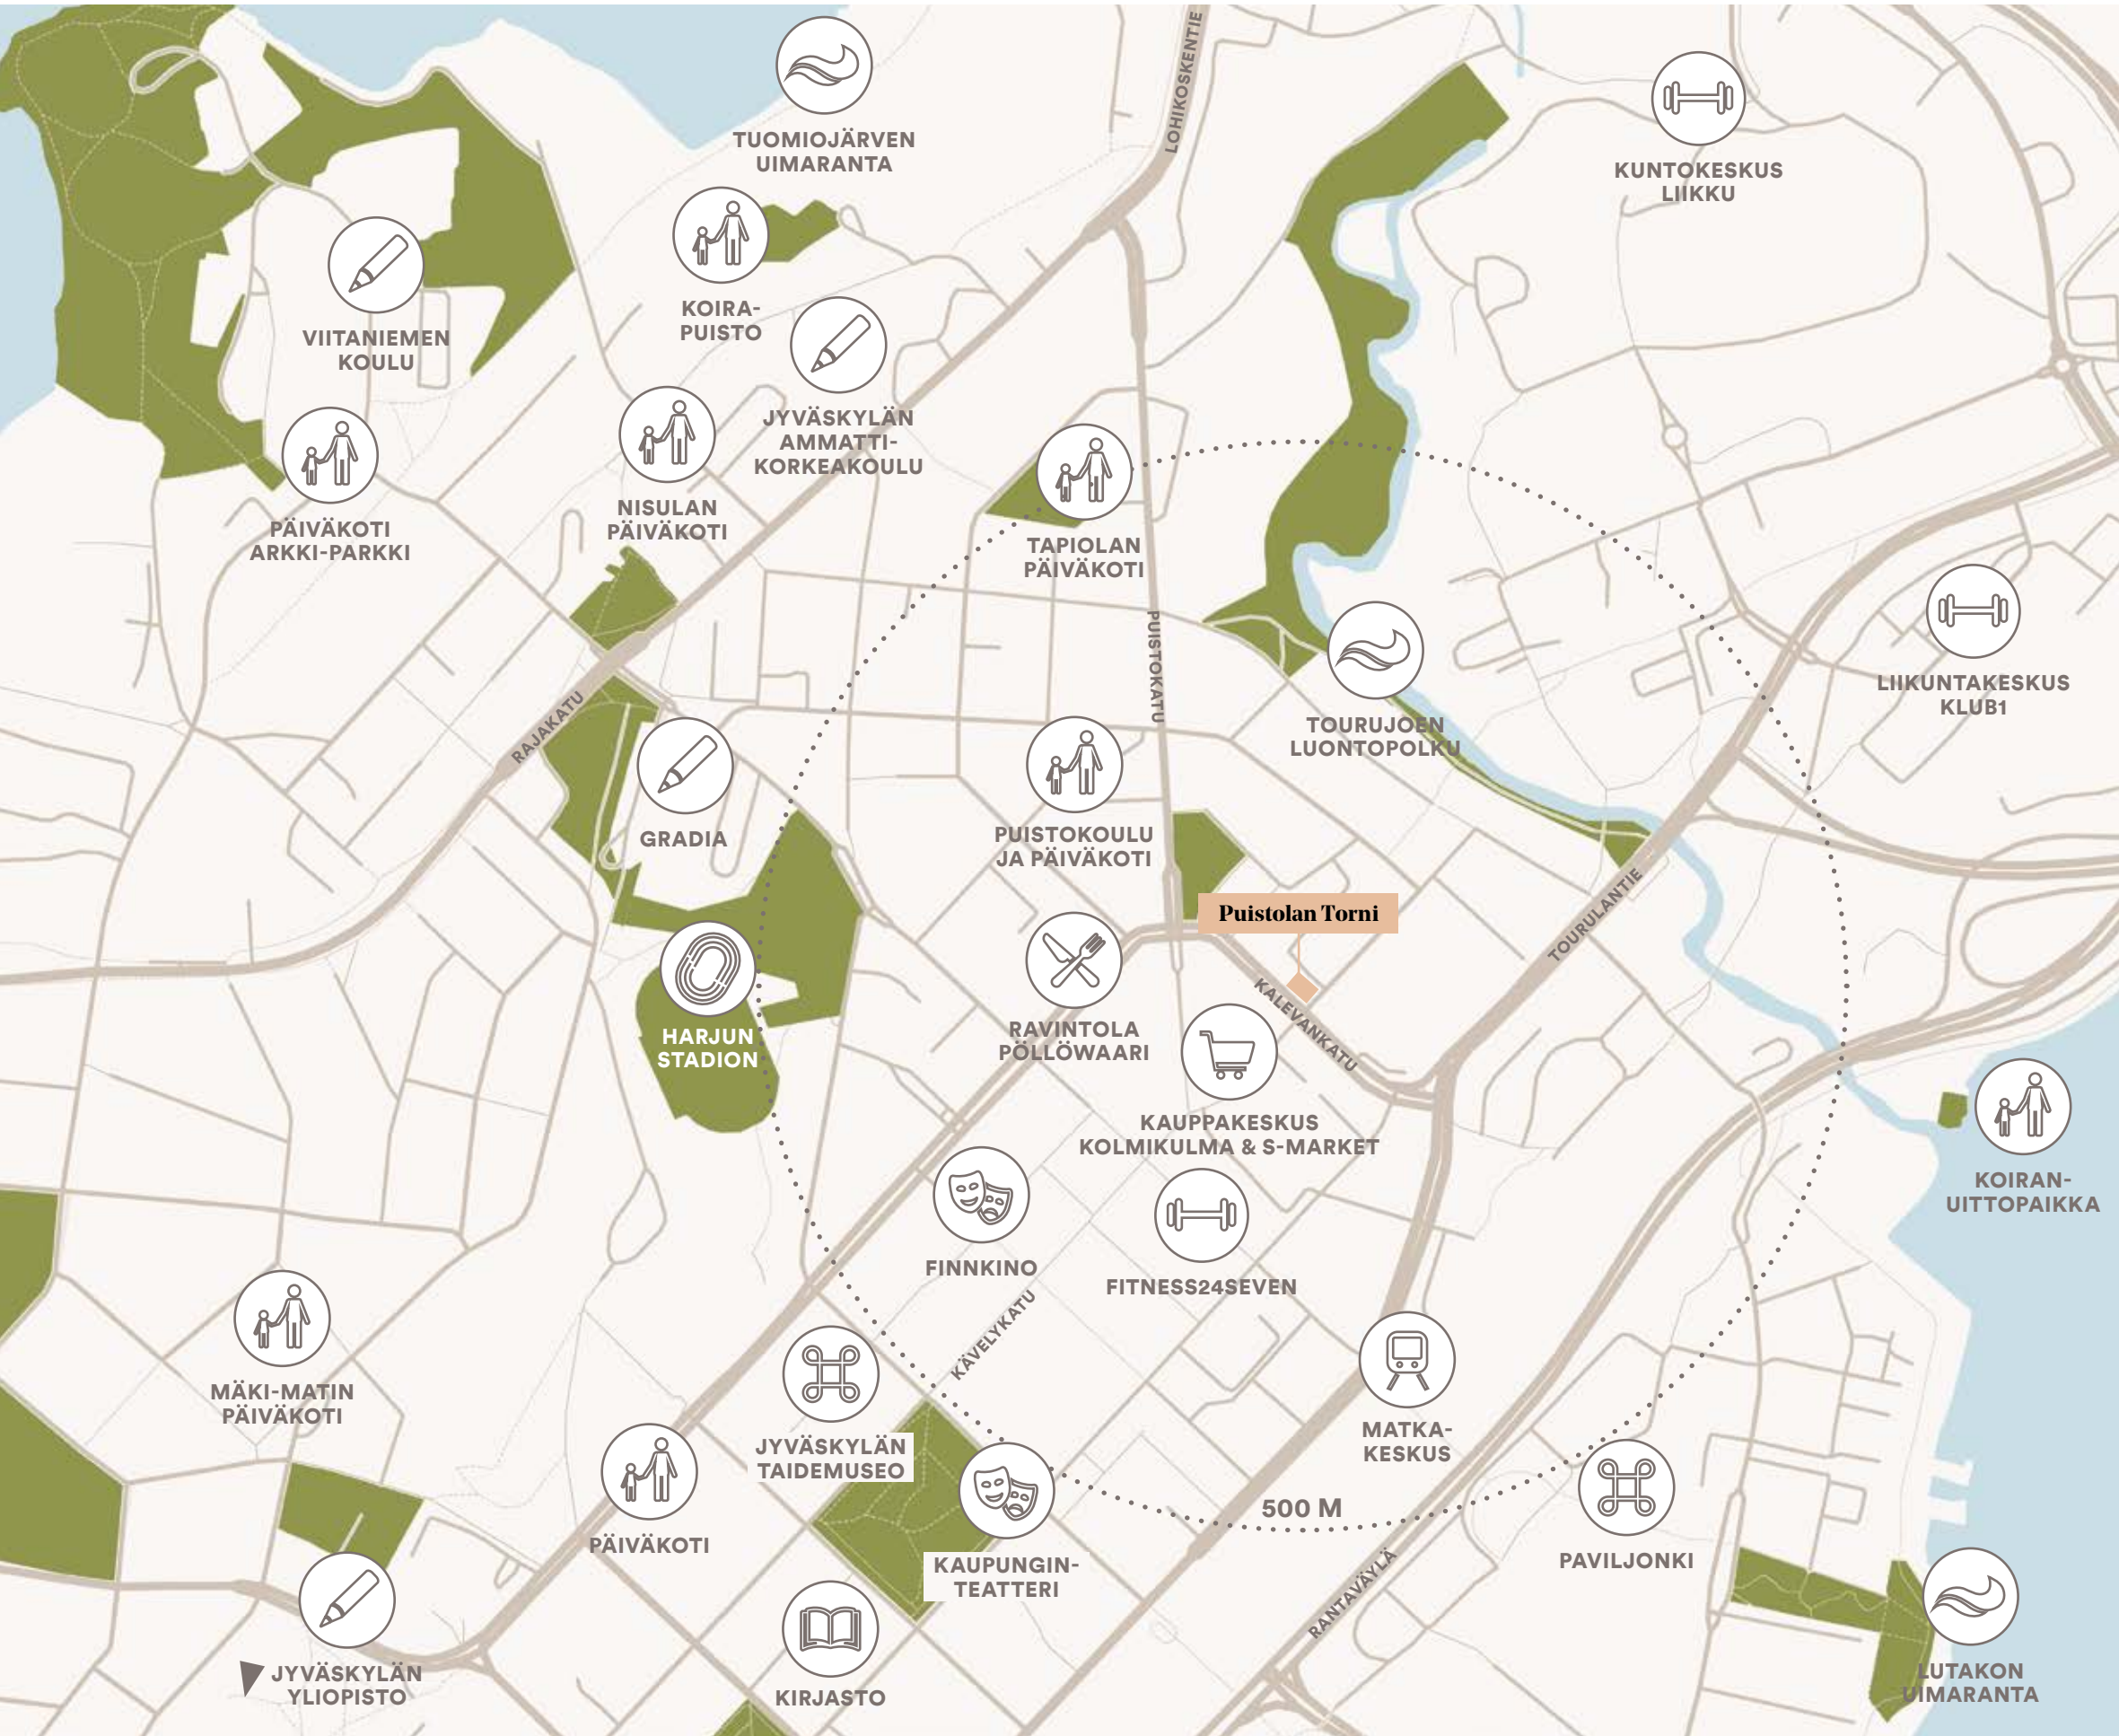 LOHIKOSKENTIE
TUOMIOJÄRVEN
UIMARANTA
KUNTOKESKUS
LIIKKU
KOIRA-
PUISTO
VIITANIEMEN
KOULU
JYVÄSKYLÄN
AMMATTI-
KORKEAKOULU
NISULAN
PÄIVÄKOTI
PÄIVÄKOTI
ARKKI-PARKKI
TAPIOLAN
PÄIVÄKOTI
PUISTOKATU
LIIKUNTAKESKUS
KLUB1
RAJAKATU
TOURUJOEN
LUONTOPOLKU
GRADIA
PUISTOKOULU
JA PÄIVÄKOTI
Puistolan Torni
TOURULANTIE
KALEVANKATU
HARJUN
STADION
RAVINTOLA
PÖLLÖWAARI
KAUPPAKESKUS
KOLMIKULMA & S-MARKET
KOIRAN-
UITTOPAIKKA
FINNKINO
FITNESS24SEVEN
KÄVELYKATU
MÄKI-MATIN
PÄIVÄKOTI
JYVÄSKYLÄN
TAIDEMUSEO
MATKA-
KESKUS
500 M
PÄIVÄKOTI
KAUPUNGIN-
TEATTERI
PAVILJONKI
RANTAVÄYLÄ
JYVÄSKYLÄN
YLIOPISTO
KIRJASTO
LUTAKON
UIMARANTA